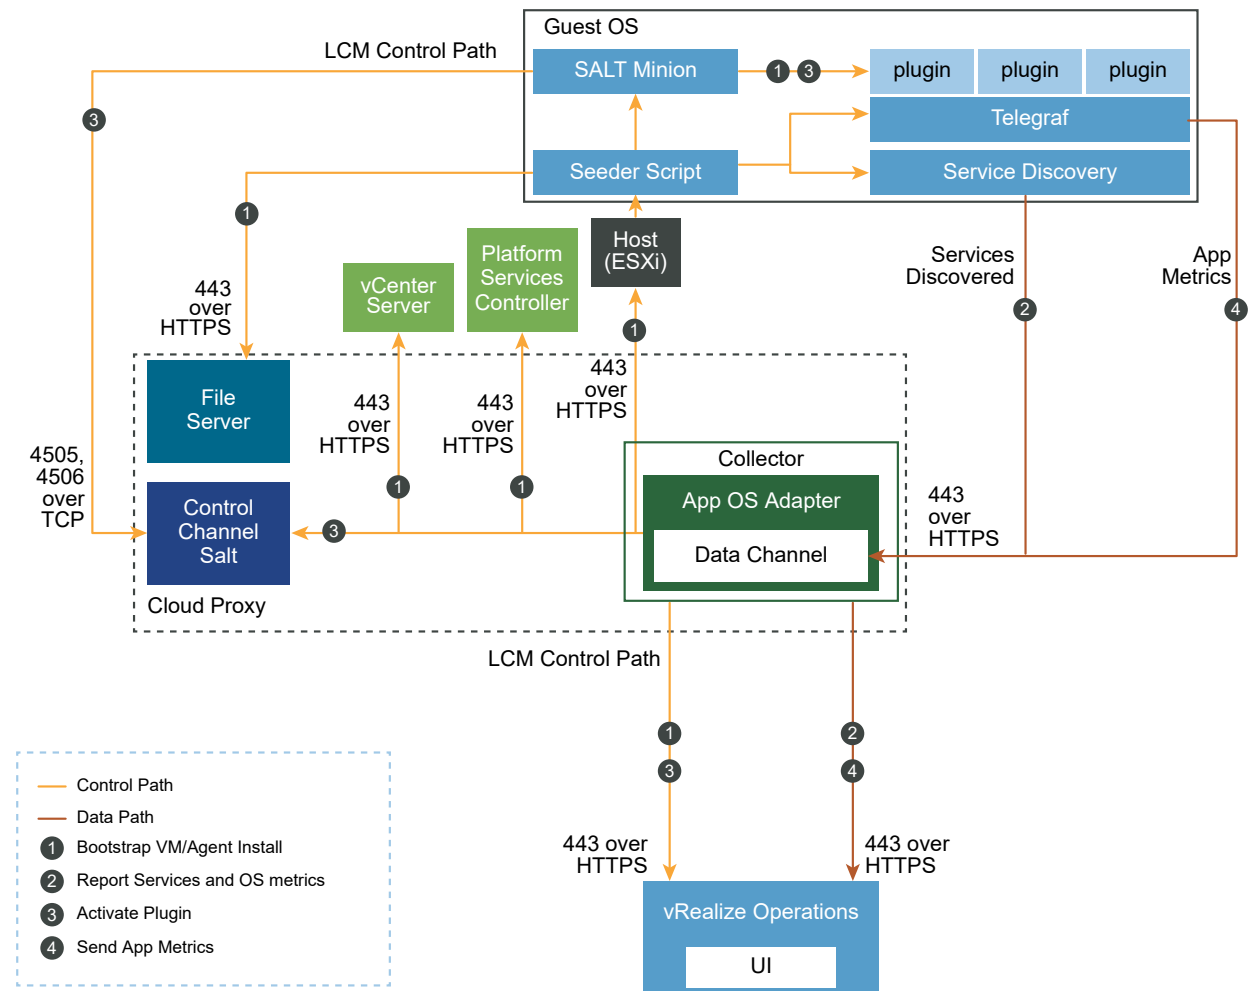 Guest OS
LCM Control Path
SALT Minion
1
3
plugin
plugin
plugin
Telegraf
3
Seeder Script
Service Discovery
1
Host
(ESXi)
Platform
Services
Controller
vCenter
Server
Services
Discovered
App
Metrics
2
4
443
over
HTTPS
1
443
over
HTTPS
File
Server
443
over
HTTPS
443
over
HTTPS
4505,
4506
over
TCP
Collector
1
1
App OS Adapter
443
over
HTTPS
Control
Channel
Salt
3
Data Channel
Cloud Proxy
LCM Control Path
1
2
3
4
Control Path
Data Path
1 Bootstrap VM/Agent Install
2 Report Services and OS metrics
3 Activate Plugin
4 Send App Metrics
443 over
HTTPS
443 over
HTTPS
vRealize Operations
UI